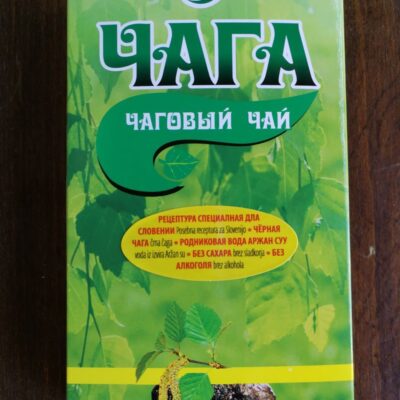 ЧАГА
ЧАГОВЫЙ ЧАЙ
РЕЦЕПТУРА СПЕЦИАЛНАЯ ДЛА
СЛОВЕНИИ Posebna receptura za Slovenijo • ЧЁРНАЯ
ЧАГА črna čaga • РОДНИКОВАЯ ВОДА АРЖАН СУУ
voda iz izvira Aržan su • БЕЗ САХАРА brez sladkorja • БЕЗ
АЛКОГОЛЯ brez alkohola